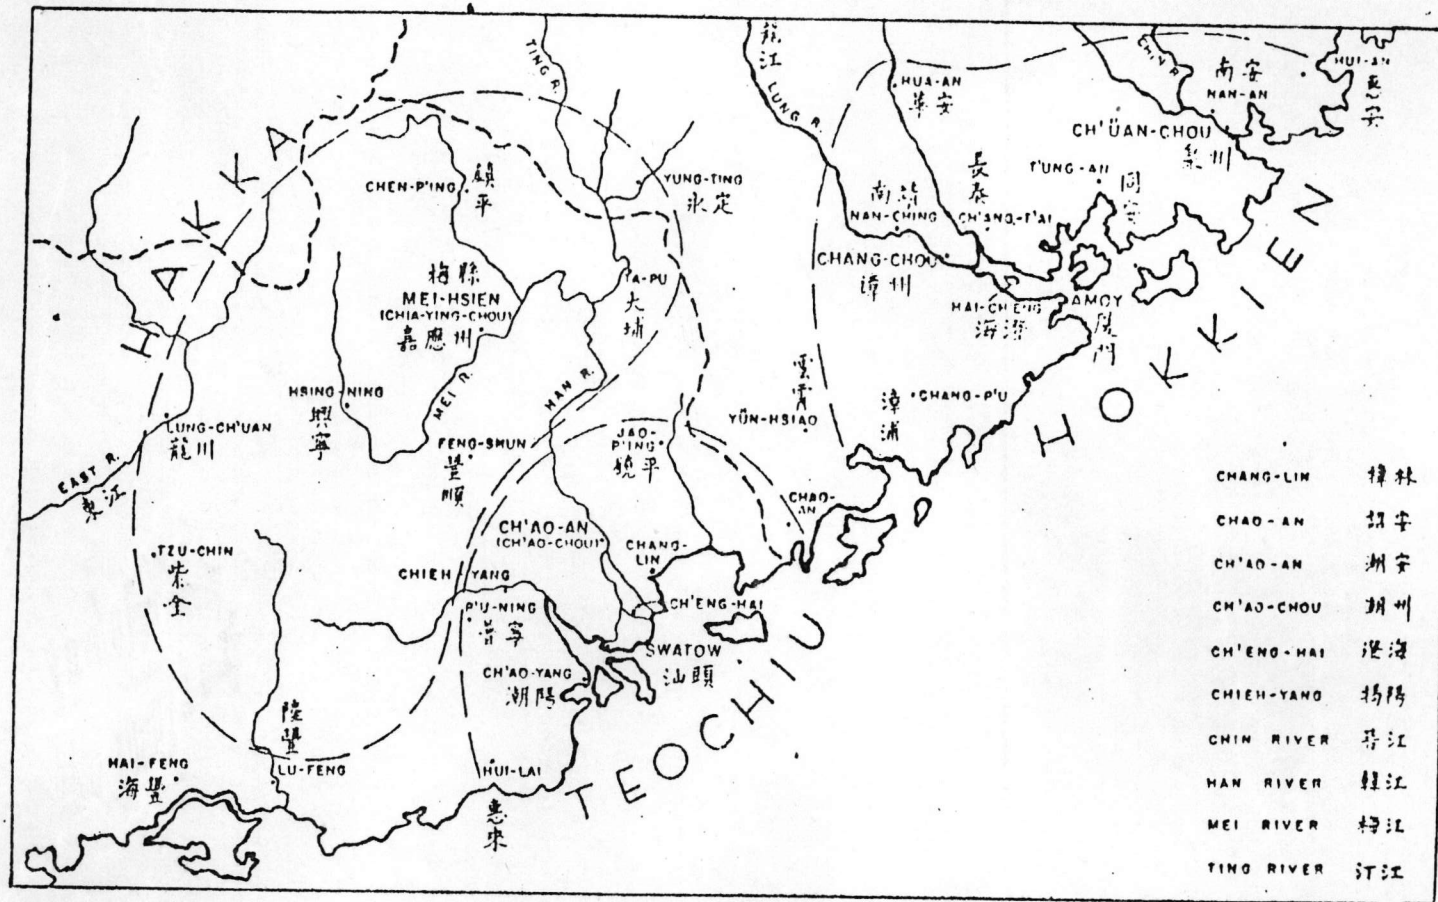 TING R.
龍江
LUNG R.
HUA-AN
華安
CHIN R.
南安
NAN-AN
HUI-AN
惠安
CH'ÜAN-CHOU
泉州
HAKKA
CHEN-P'ING
鎮平
YUNG-TING
永定
長泰
CH'ANG-T'AI
T'UNG-AN
同安
南靖
NAN-CHING
CHANG-CHOU
漳州
梅縣
MEI-HSIEN
(CHIA-YING-CHOU)
嘉應州
TA-PU
大埔
HAI-CH'ENG
海澄
AMOY
廈門
HOKKIEN
HSING-NING
興寧
MEI R.
HAN R.
雲霄
YÜN-HSIAO
漳浦
CHANG-P'U
LUNG-CH'UAN
龍川
EAST R.
東江
FENG-SHUN
豐順
JAO-P'ING
饒平
CHAO-AN
TZU-CHIN
紫金
CH'AO-AN
(CH'AO-CHOU)
CHANG-LIN
CHIEH YANG
P'U-NING
普寧
CH'ENG-HAI
SWATOW
汕頭
CH'AO-YANG
潮陽
TEOCHIU
陸豐
LU-FENG
HAI-FENG
海豐
HUI-LAI
惠來
CHANG-LIN 樟林
CHAO-AN 詔安
CH'AO-AN 潮安
CH'AO-CHOU 潮州
CH'ENG-HAI 澄海
CHIEH-YANG 揭陽
CHIN RIVER 晉江
HAN RIVER 韓江
MEI RIVER 梅江
TING RIVER 汀江